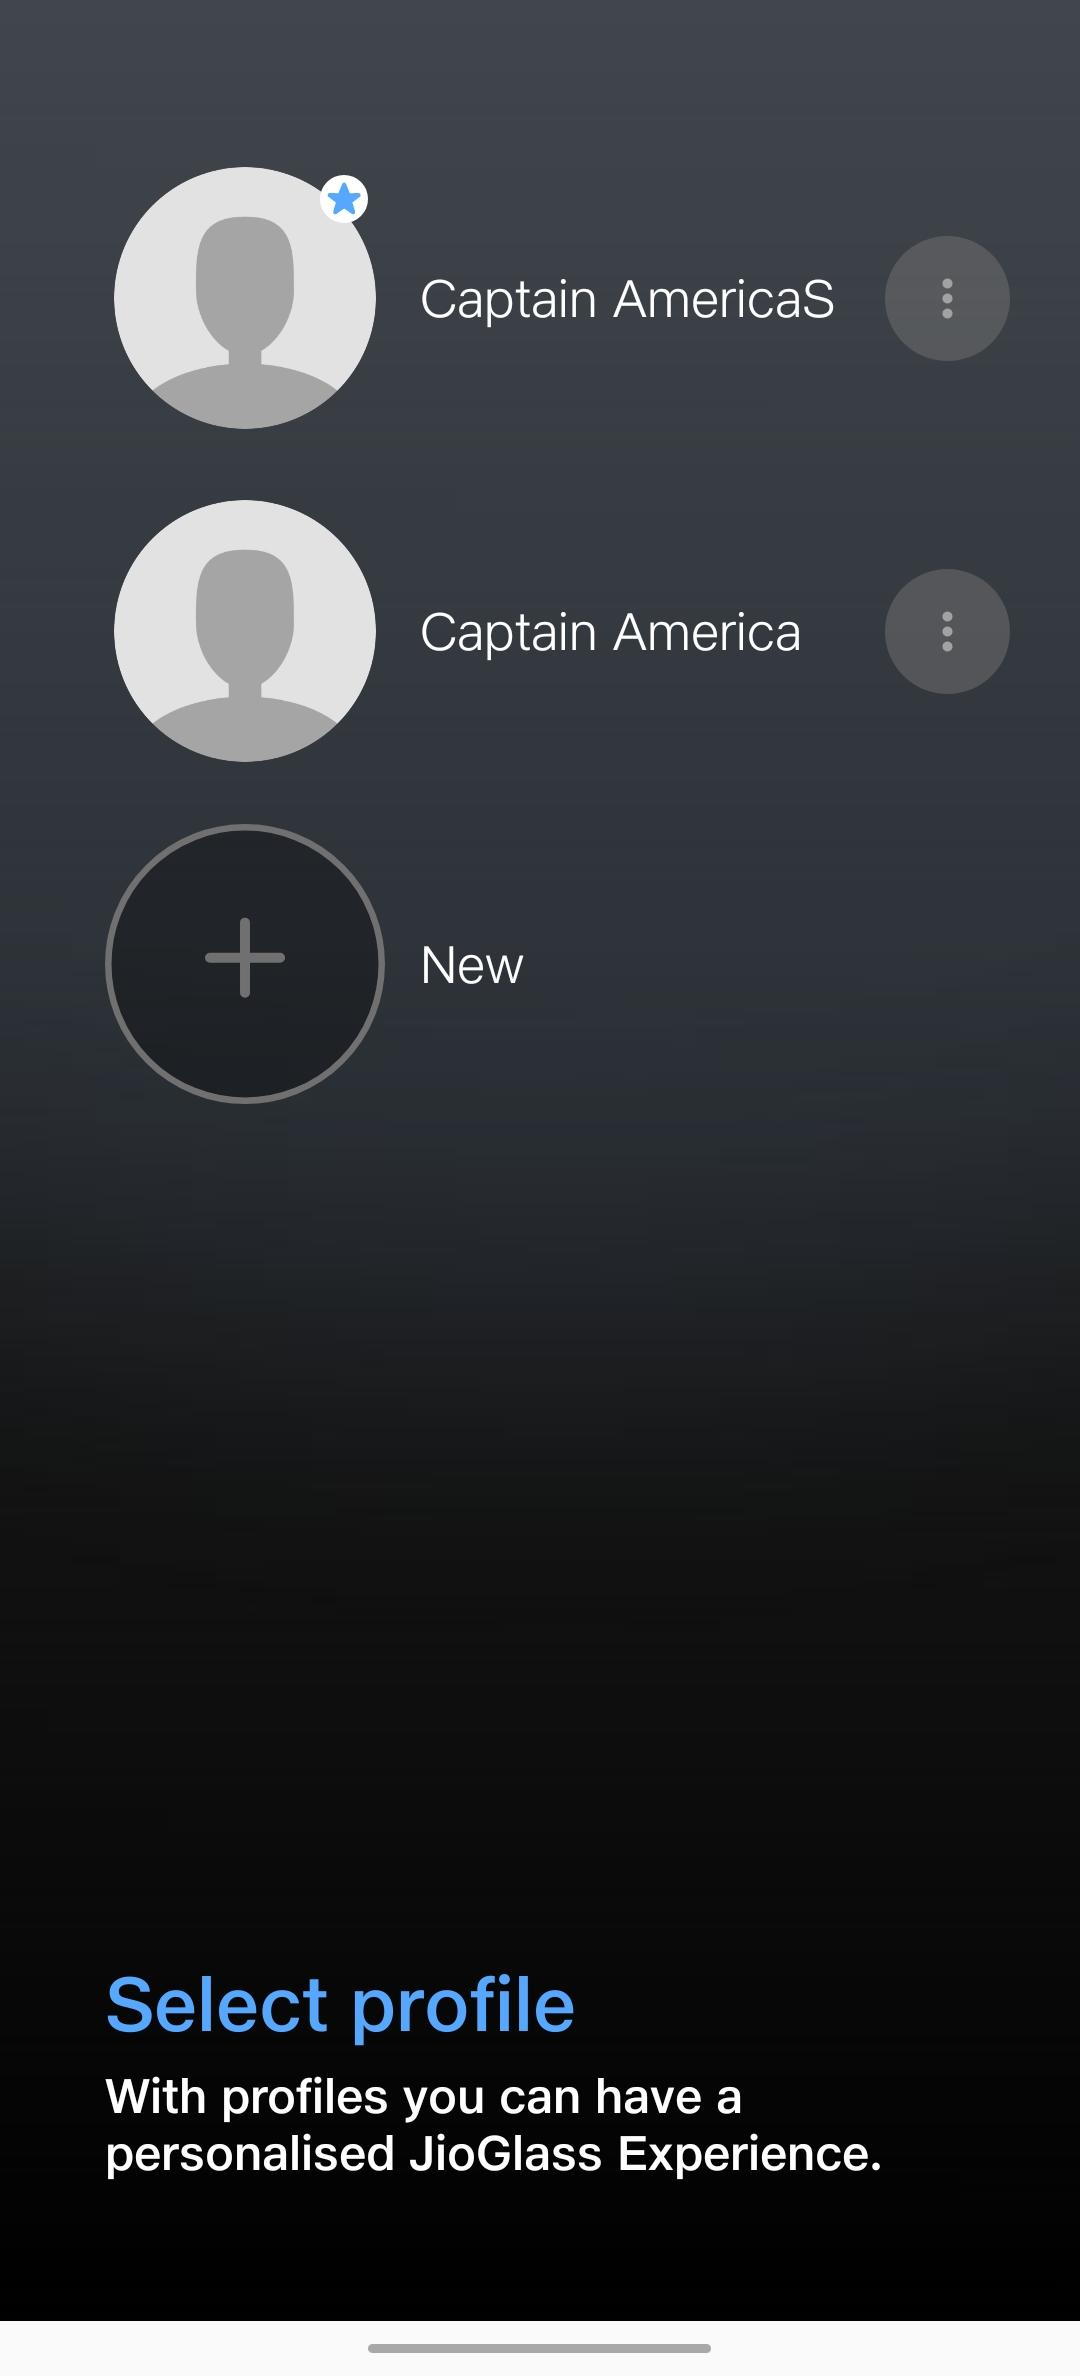 Captain AmericaS
Captain America
New
Select profile
With profiles you can have a
personalised JioGlass Experience.